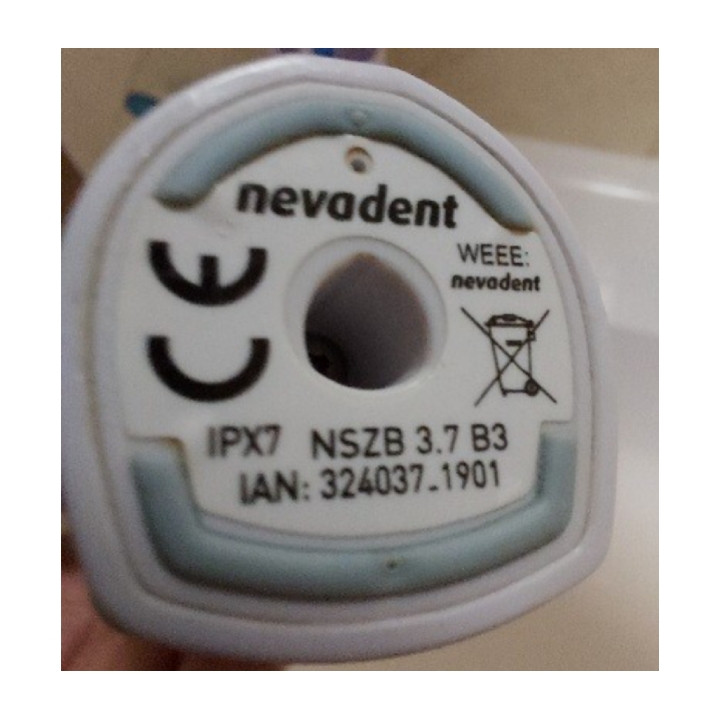 nevadent
CE
WEEE:
nevadent
IPX7 NSZB 3.7 B3
IAN: 324037_1901